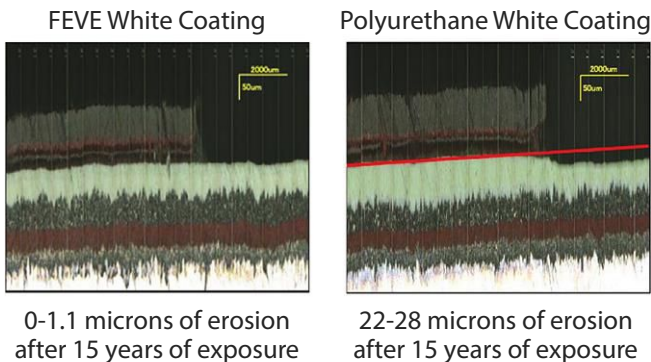 FEVE White Coating
Polyurethane White Coating
2000um
50um
2000um
50um
0-1.1 microns of erosion
after 15 years of exposure
22-28 microns of erosion
after 15 years of exposure